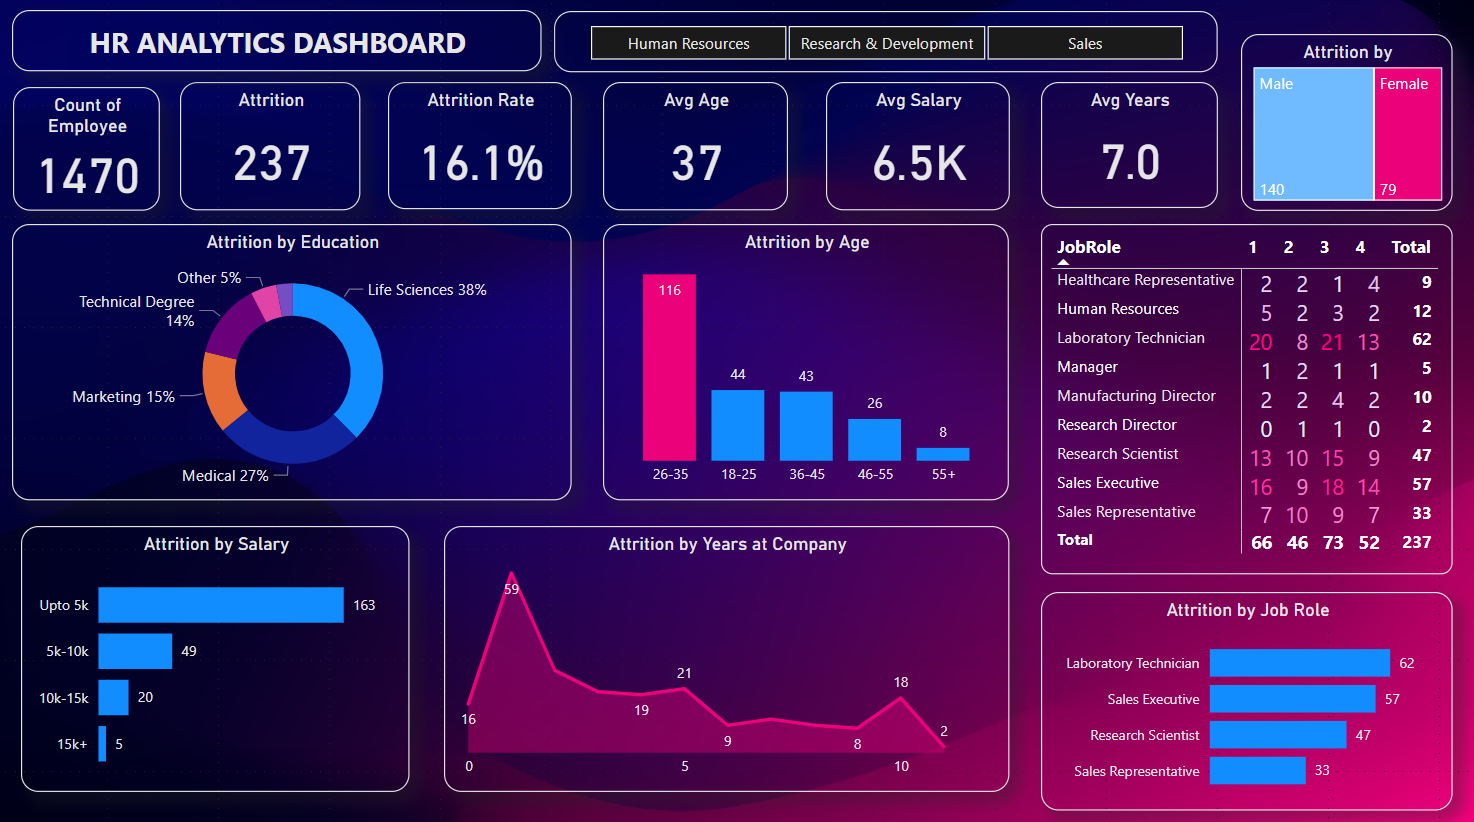 HR ANALYTICS DASHBOARD
Human Resources
Research & Development
Sales
Count of
Employee
1470
Attrition
237
Attrition Rate
16.1%
Avg Age
37
Avg Salary
6.5K
Avg Years
7.0
Attrition by
Male
Female
140
79
Attrition by Education
Other 5%
Life Sciences 38%
Technical Degree
14%
Marketing 15%
Medical 27%
Attrition by Age
116
44
43
26
8
26-35
18-25
36-45
46-55
55+
JobRole 1 2 3 4 Total
Healthcare Representative 2 2 1 4 9
Human Resources 5 2 3 2 12
Laboratory Technician 20 8 21 13 62
Manager 1 2 1 1 5
Manufacturing Director 2 2 4 2 10
Research Director 0 1 1 0 2
Research Scientist 13 10 15 9 47
Sales Executive 16 9 18 14 57
Sales Representative 7 10 9 7 33
Total 66 46 73 52 237
Attrition by Salary
Upto 5k 163
5k-10k 49
10k-15k 20
15k+ 5
Attrition by Years at Company
59
16
21
19
9
8
18
2
0
5
10
Attrition by Job Role
Laboratory Technician 62
Sales Executive 57
Research Scientist 47
Sales Representative 33